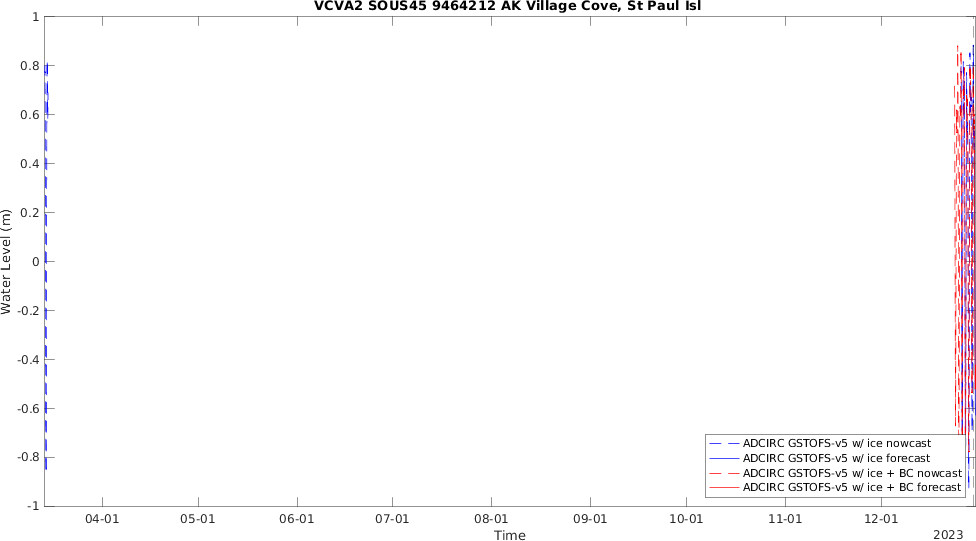 VCVA2 SOUS45 9464212 AK Village Cove, St Paul Isl
Water Level (m)
1
0.8
0.6
0.4
0.2
0
-0.2
-0.4
-0.6
-0.8
-1
ADCIRC GSTOFS-v5 w/ ice nowcast
ADCIRC GSTOFS-v5 w/ ice forecast
ADCIRC GSTOFS-v5 w/ ice + BC nowcast
ADCIRC GSTOFS-v5 w/ ice + BC forecast
04-01 05-01 06-01 07-01 08-01 09-01 10-01 11-01 12-01
Time
2023